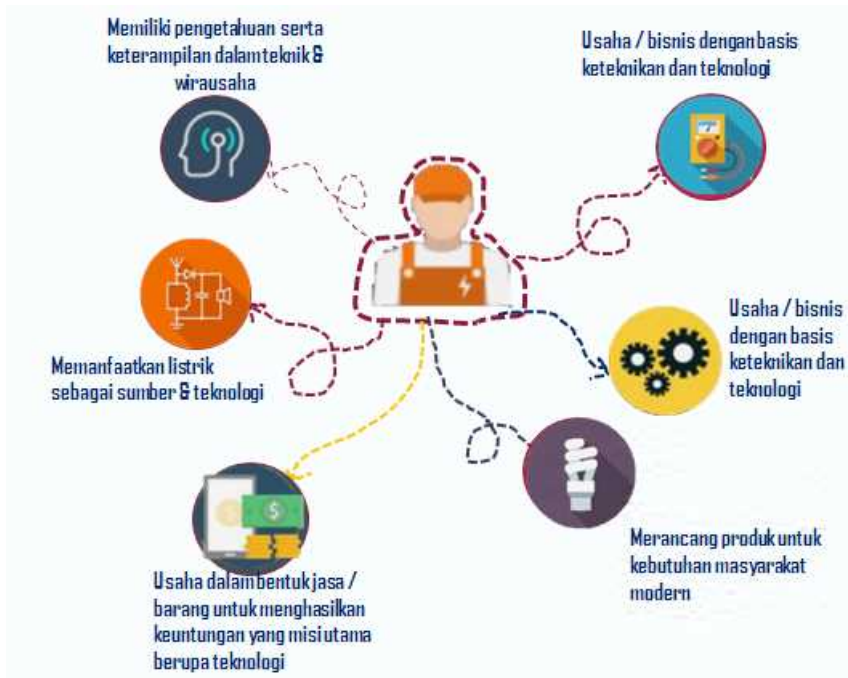 Memiliki pengetahuan serta
keterampilan dalam teknik &
wirausaha
Usaha / bisnis dengan basis
keteknikan dan teknologi
Memanfaatkan listrik
sebagai sumber & teknologi
Usaha / bisnis
dengan basis
keteknikan dan
teknologi
Merancang produk untuk
kebutuhan masyarakat
modern
Usaha dalam bentuk jasa /
barang untuk menghasilkan
keuntungan yang misi utama
berupa teknologi